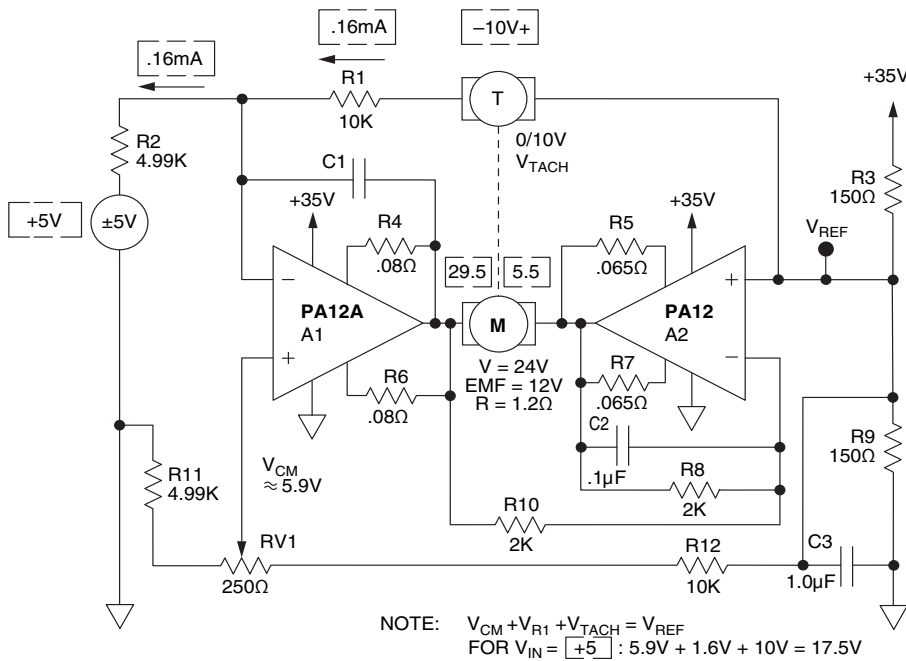 .16mA
.16mA
–10V+
R1
10K
T
+35V
0/10V
VTACH
R2
4.99K
C1
R3
150Ω
+5V
±5V
+35V
R4
.08Ω
R5
.065Ω
+35V
VREF
29.5
5.5
–
PA12A
A1
+
M
+
PA12
A2
–
V = 24V
EMF = 12V
R = 1.2Ω
R6
.08Ω
R7
.065Ω
C2
.1µF
R9
150Ω
R11
4.99K
VCM
≈ 5.9V
R8
2K
R10
2K
RV1
250Ω
R12
10K
C3
1.0µF
NOTE: VCM +VR1 +VTACH = VREF
FOR VIN = +5 : 5.9V + 1.6V + 10V = 17.5V